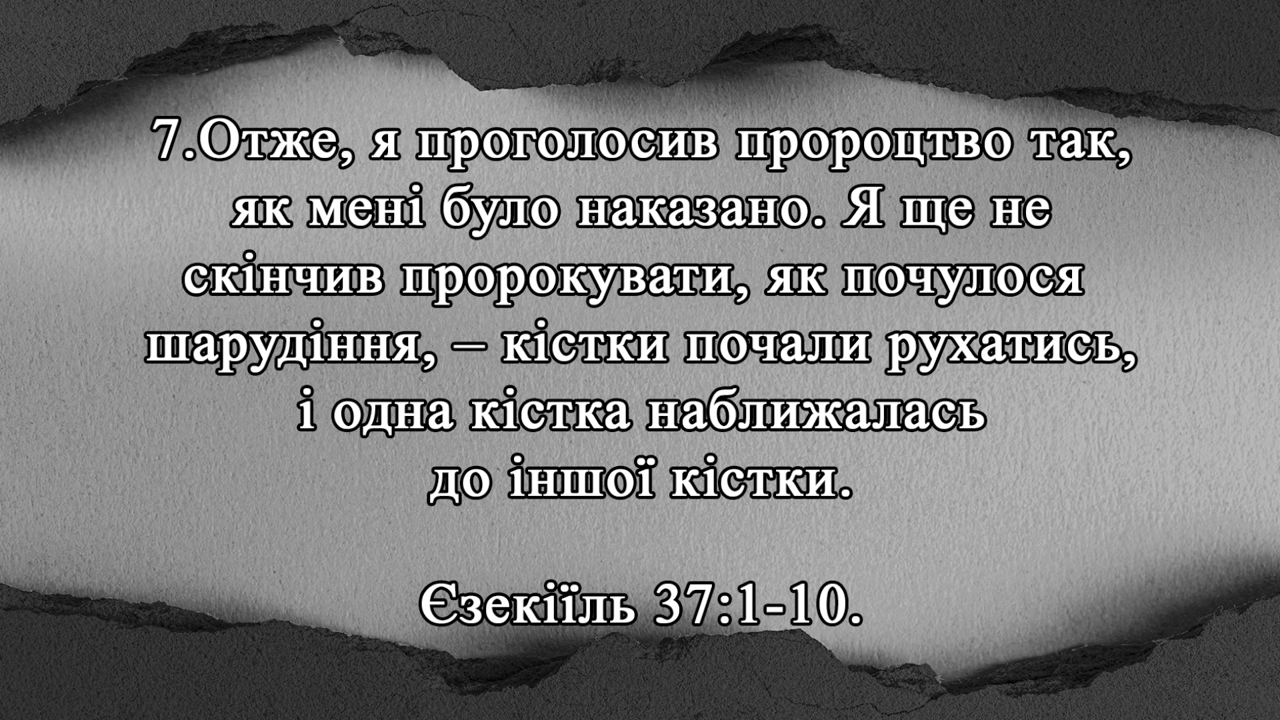 7.Отже, я проголосив пророцтво так,
як мені було наказано. Я ще не
скінчив пророкувати, як почулося
шарудіння, – кістки почали рухатись,
і одна кістка наближалась
до іншої кістки.
Єзекіїль 37:1-10.